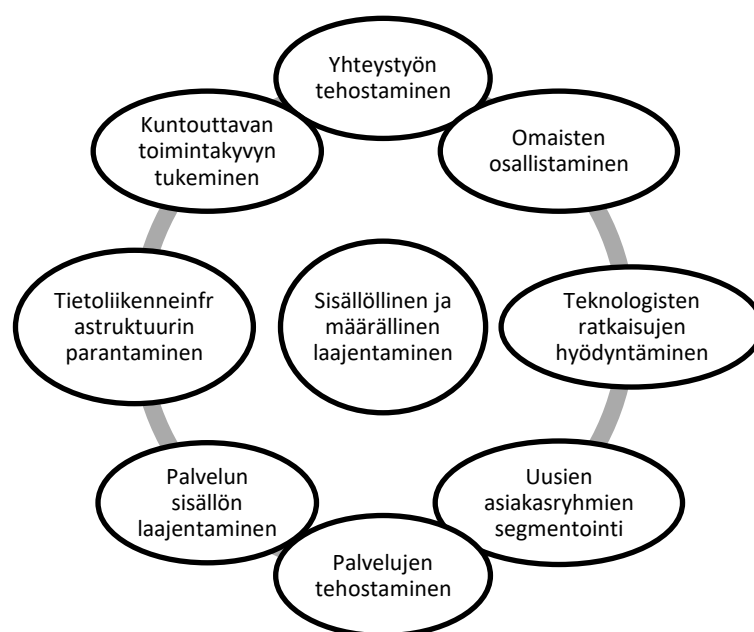 Yhteystyön
tehostaminen
Kuntouttavan
toimintakyvyn
tukeminen
Omaisten
osallistaminen
Tietoliikenneinfr
astruktuurin
parantaminen
Sisällöllinen ja
määrällinen
laajentaminen
Teknologisten
ratkaisujen
hyödyntäminen
Palvelun
sisällön
laajentaminen
Uusien
asiakasryhmien
segmentointi
Palvelujen
tehostaminen